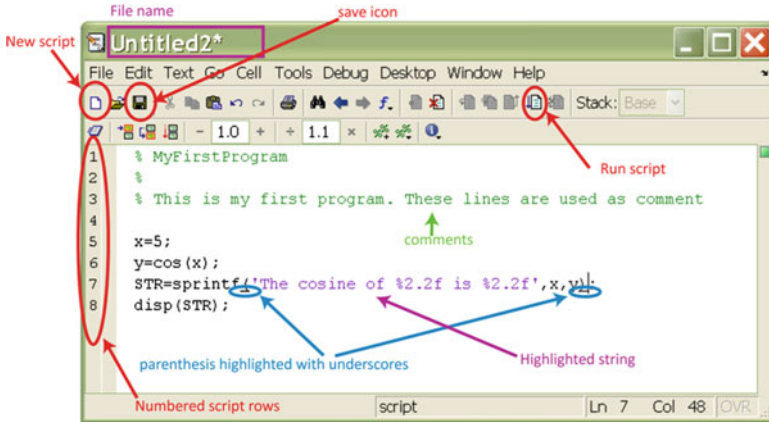 File name
save icon
New script
Untitled2*
File Edit Text Go Cell Tools Debug Desktop Window Help
Stack: Base
- 1.0 + ÷ 1.1 ×
Run script
1 % MyFirstProgram
2 %
3 % This is my first program. These lines are used as comment
4
comments
5 x=5;
6 y=cos(x);
7 STR=sprintf('The cosine of %2.2f is %2.2f',x,y);
8 disp(STR);
parenthesis highlighted with underscores
Highlighted string
Numbered script rows
script
Ln 7 Col 48 OVR